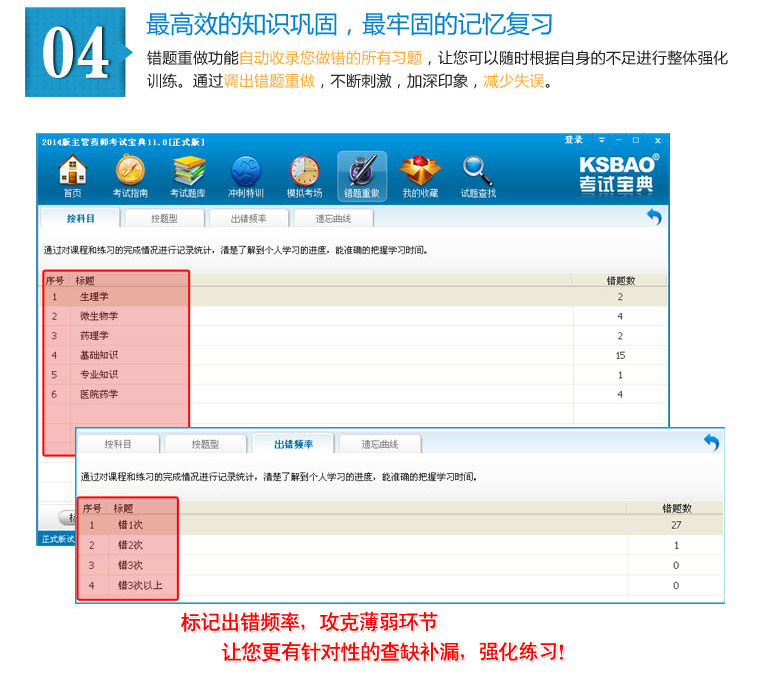 04
最高效的知识巩固，最牢固的记忆复习
错题重做功能自动收录您做错的所有习题，让您可以随时根据自身的不足进行整体强化
训练。通过调出错题重做，不断刺激，加深印象，减少失误。
2014版主管药师考试宝典11.0[正式版]
登录
首页 考试指南 考试题库 冲刺特训 模拟考场 错题重做 我的收藏 试题查找
KSBAO®
考试宝典
按科目 按题型 出错频率 遗忘曲线
通过对课程和练习的完成情况进行记录统计，清楚了解到个人学习的进度，能准确的把握学习时间。
序号 标题 错题数
1 生理学 2
2 微生物学 4
3 药理学 2
4 基础知识 15
5 专业知识 1
6 医院药学 4
按科目 按题型 出错频率 遗忘曲线
通过对课程和练习的完成情况进行记录统计，清楚了解到个人学习的进度，能准确的把握学习时间。
序号 标题 错题数
1 错1次 27
2 错2次 1
3 错3次 0
4 错3次以上 0
正式版试
标记出错频率，攻克薄弱环节
让您更有针对性的查缺补漏，强化练习!